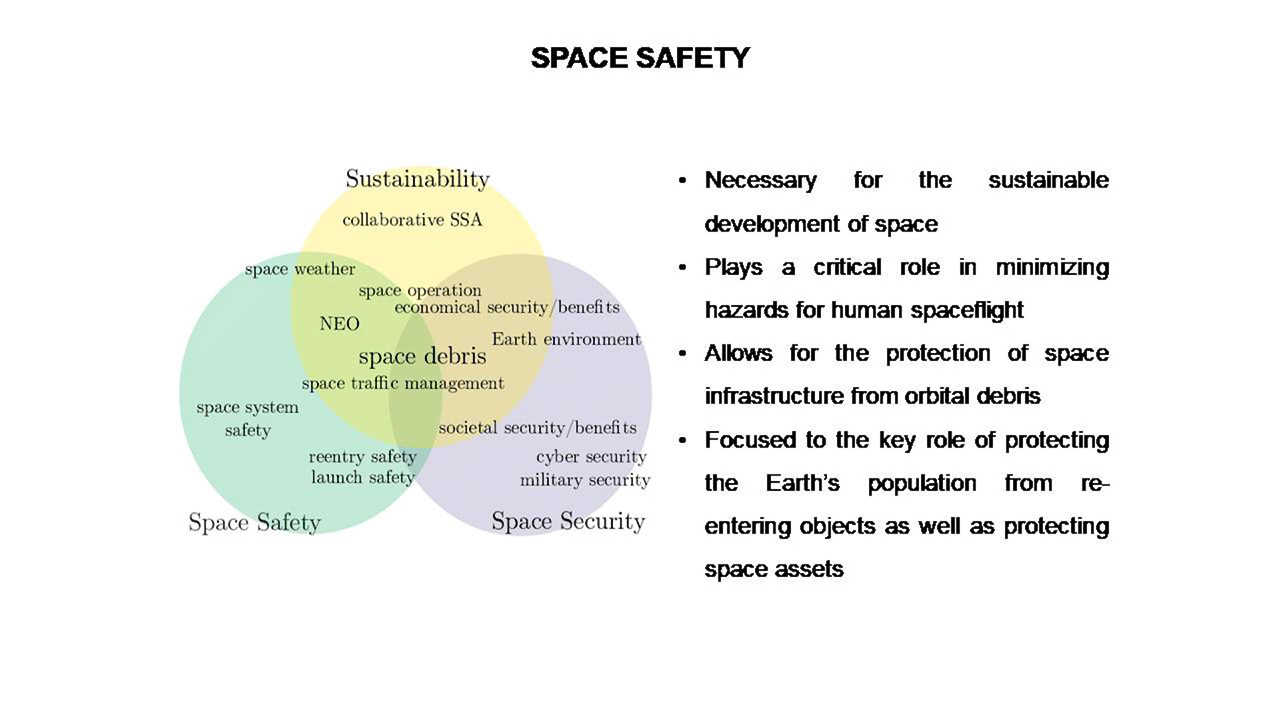 SPACE SAFETY
Sustainability
collaborative SSA
space weather
space operation
economical security/benefits
NEO
Earth environment
space debris
space traffic management
space system
safety
societal security/benefits
reentry safety
cyber security
launch safety
military security
Space Safety
Space Security
• Necessary for the sustainable
development of space
• Plays a critical role in minimizing
hazards for human spaceflight
• Allows for the protection of space
infrastructure from orbital debris
• Focused to the key role of protecting
the Earth's population from re-
entering objects as well as protecting
space assets